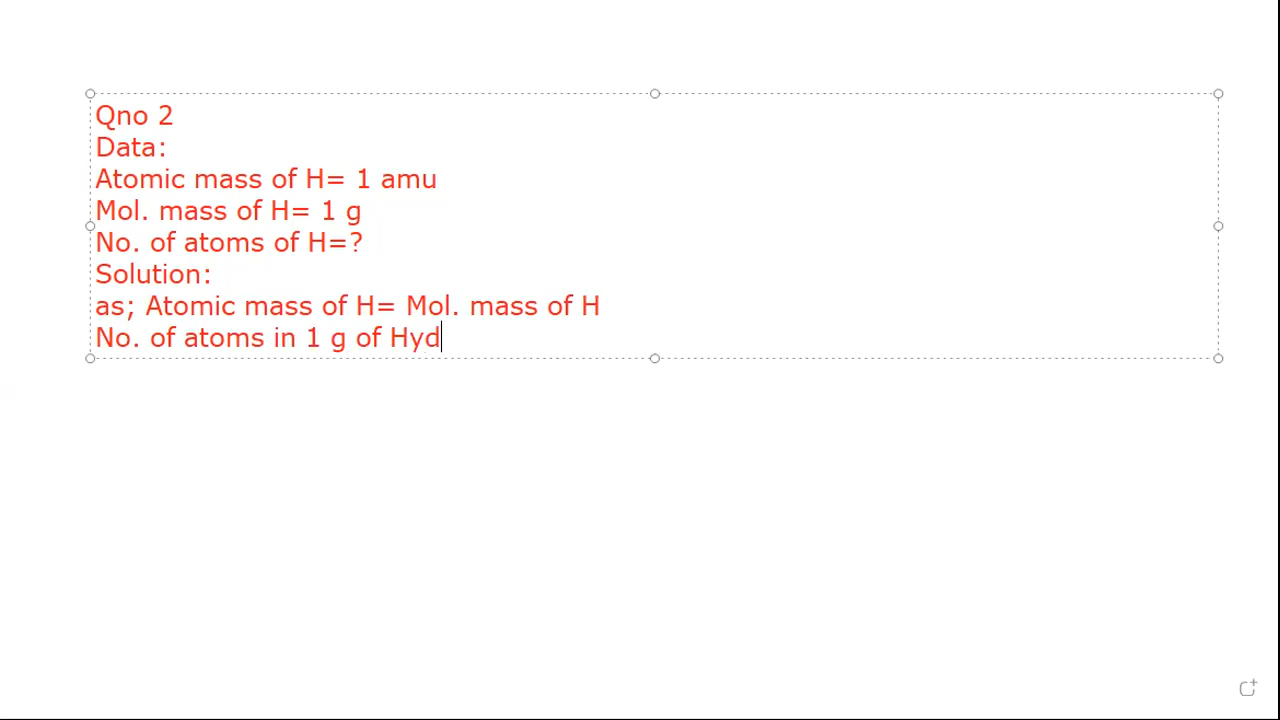 Qno 2
Data:
Atomic mass of H= 1 amu
Mol. mass of H= 1 g
No. of atoms of H=?
Solution:
as; Atomic mass of H= Mol. mass of H
No. of atoms in 1 g of Hyd